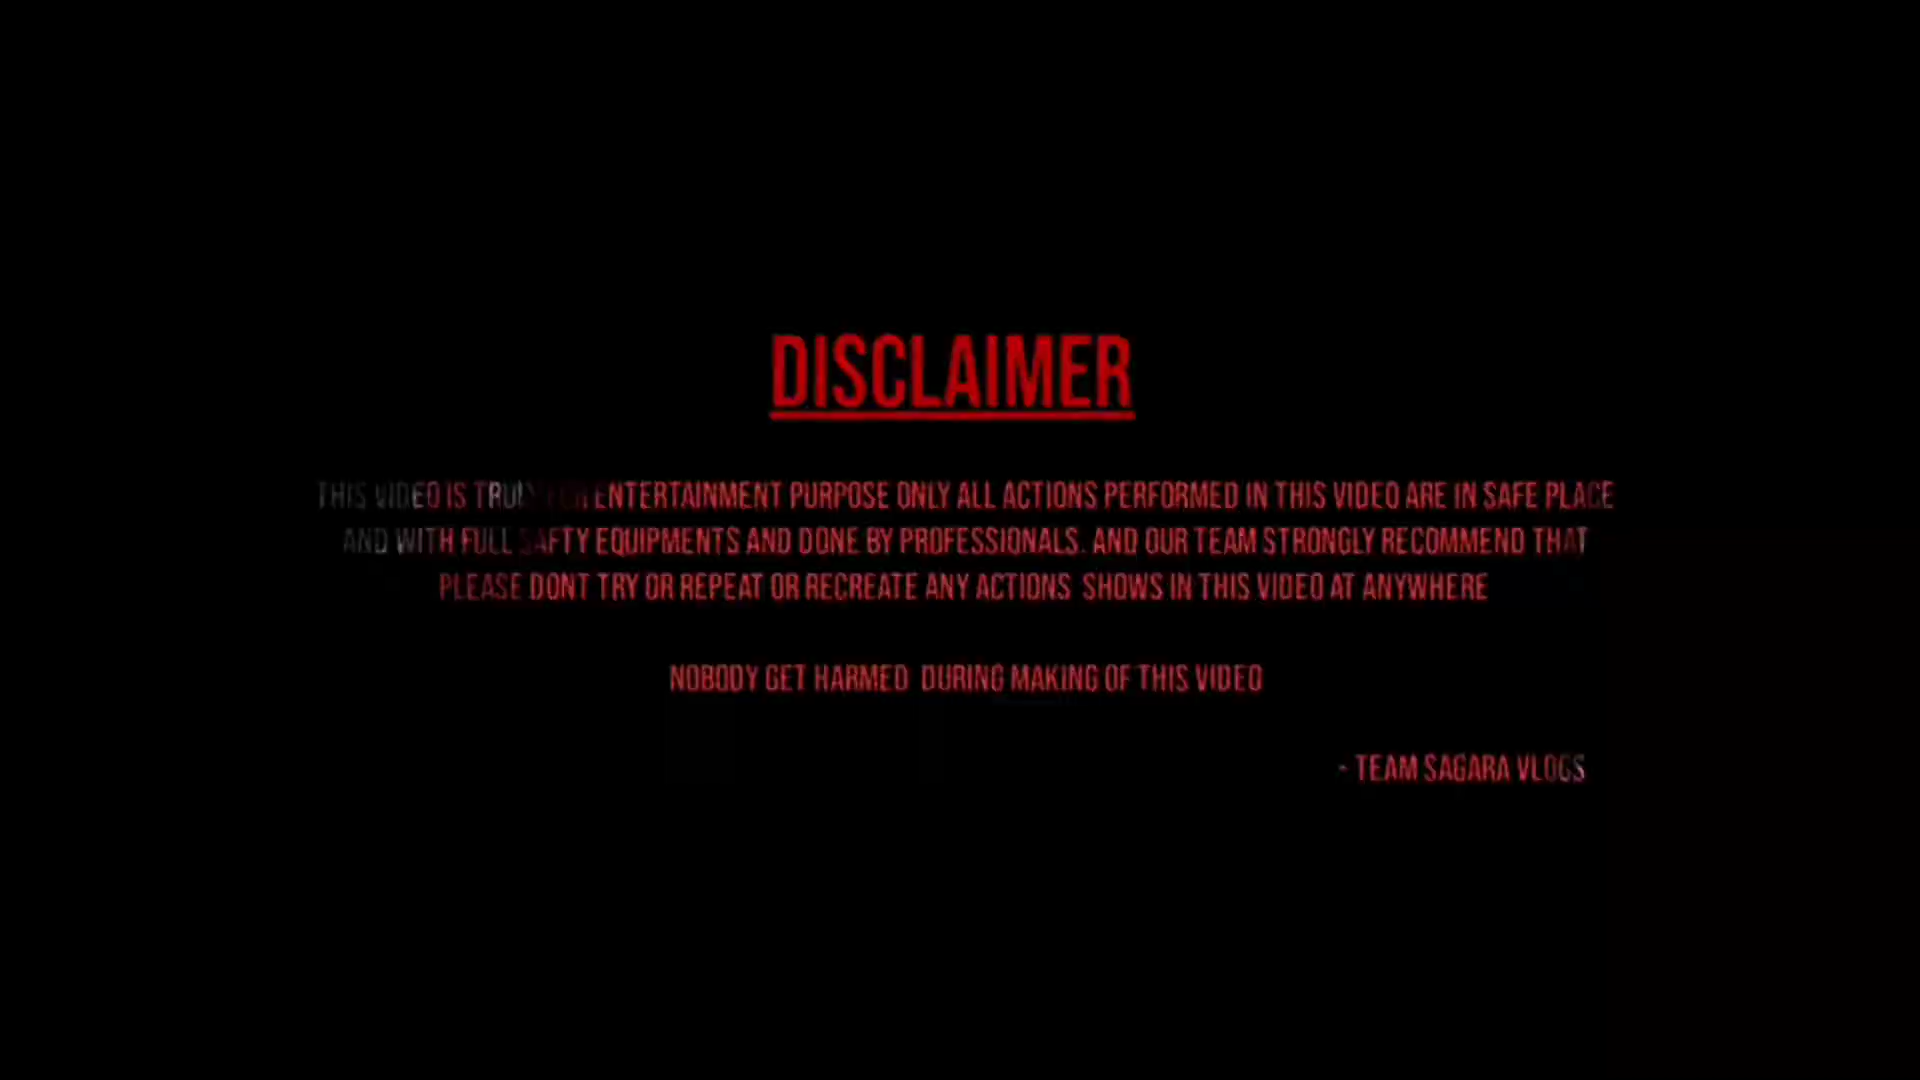 DISCLAIMER
THIS VIDEO IS TRULY FOR ENTERTAINMENT PURPOSE ONLY ALL ACTIONS PERFORMED IN THIS VIDEO ARE IN SAFE PLACE
AND WITH FULL SAFTY EQUIPMENTS AND DONE BY PROFESSIONALS. AND OUR TEAM STRONGLY RECOMMEND THAT
PLEASE DONT TRY OR REPEAT OR RECREATE ANY ACTIONS SHOWS IN THIS VIDEO AT ANYWHERE
NOBODY GET HARMED DURING MAKING OF THIS VIDEO
- TEAM SAGARA VLOGS